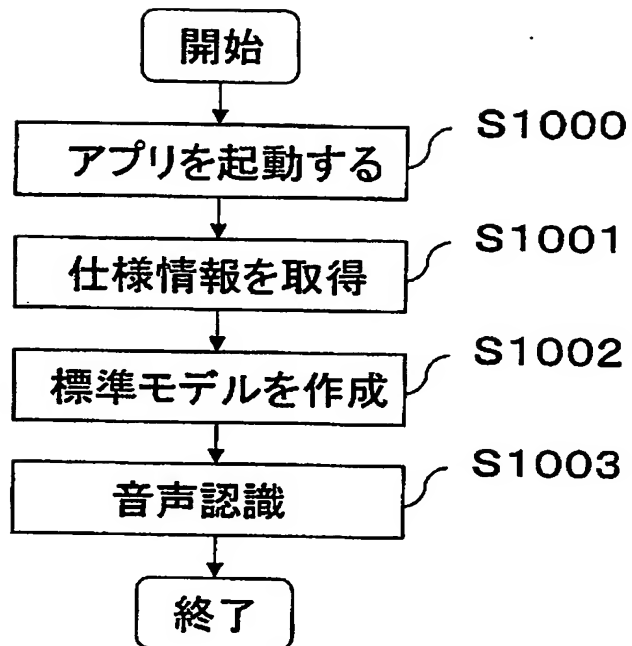 開始
アプリを起動する S1000
仕様情報を取得 S1001
標準モデルを作成 S1002
音声認識 S1003
終了